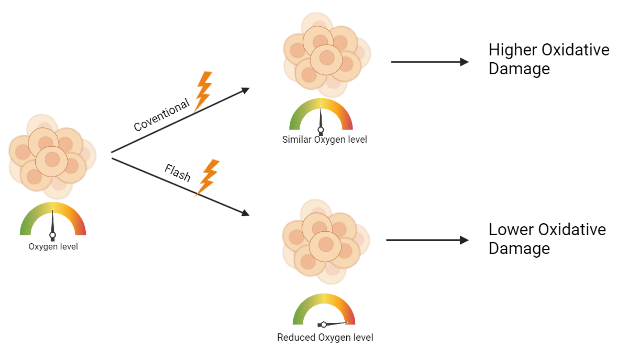 Coventional
Higher Oxidative
Damage
Similar Oxygen level
Flash
Oxygen level
Lower Oxidative
Damage
Reduced Oxygen level